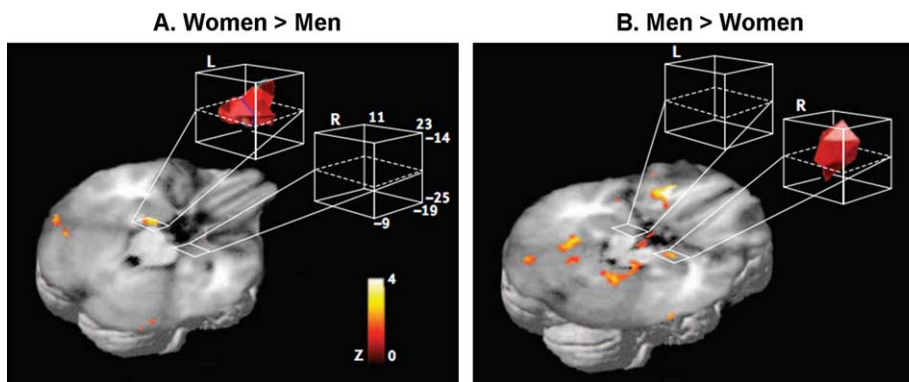 A. Women > Men
B. Men > Women
L
R
11
23
−14
−25
−19
−9
4
Z
0
L
R